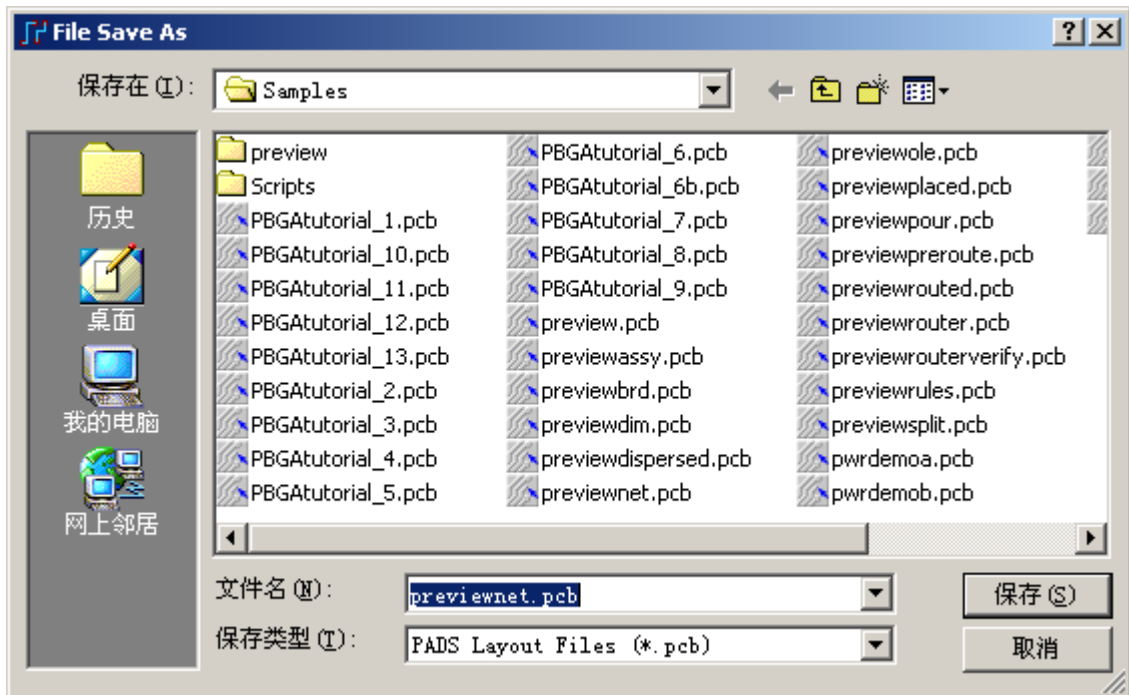 File Save As
保存在(I):
Samples
历史
桌面
我的电脑
网上邻居
preview
Scripts
PBGAtutorial_1.pcb
PBGAtutorial_10.pcb
PBGAtutorial_11.pcb
PBGAtutorial_12.pcb
PBGAtutorial_13.pcb
PBGAtutorial_2.pcb
PBGAtutorial_3.pcb
PBGAtutorial_4.pcb
PBGAtutorial_5.pcb
PBGAtutorial_6.pcb
PBGAtutorial_6b.pcb
PBGAtutorial_7.pcb
PBGAtutorial_8.pcb
PBGAtutorial_9.pcb
preview.pcb
previewassy.pcb
previewbrd.pcb
previewdim.pcb
previewdispersed.pcb
previewnet.pcb
previewole.pcb
previewplaced.pcb
previewpour.pcb
previewpreroute.pcb
previewrouted.pcb
previewrouter.pcb
previewrouterverify.pcb
previewrules.pcb
previewsplit.pcb
pwrdemoa.pcb
pwrdemob.pcb
文件名(N):
previewnet.pcb
保存(S)
保存类型(T):
PADS Layout Files (*.pcb)
取消